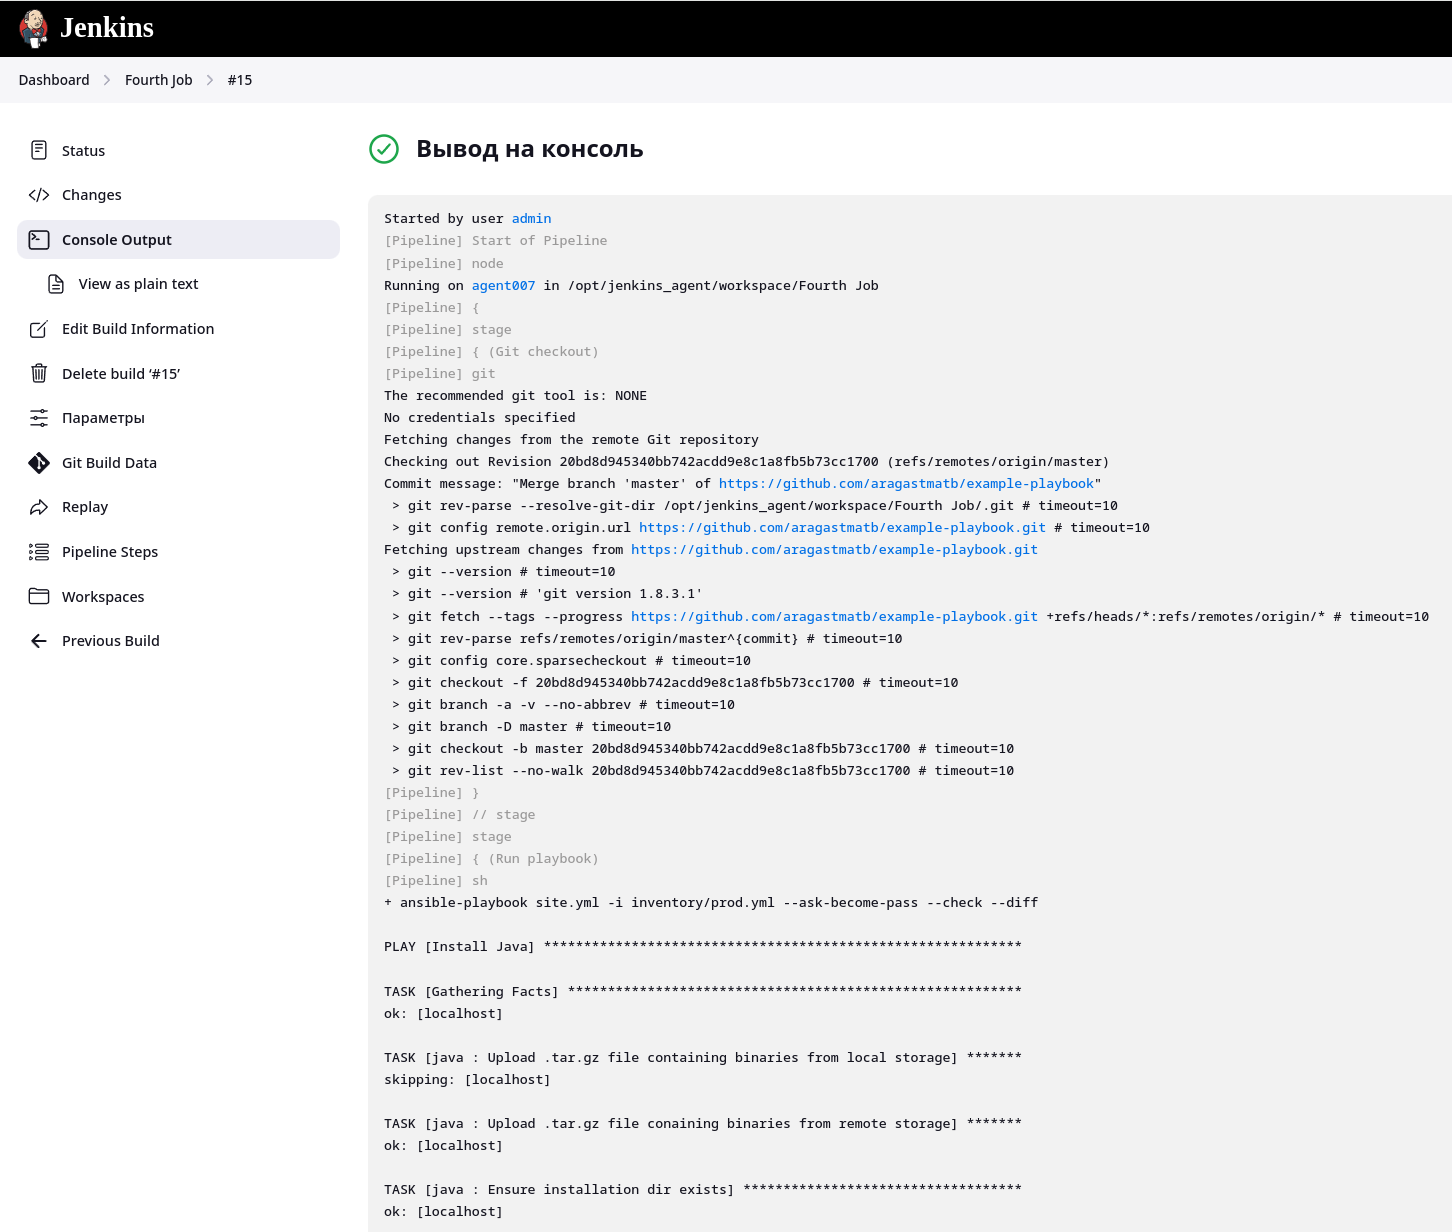 Jenkins
Dashboard > Fourth Job > #15
Status
Changes
Console Output
View as plain text
Edit Build Information
Delete build ‘#15’
Параметры
Git Build Data
Replay
Pipeline Steps
Workspaces
Previous Build
Вывод на консоль
Started by user admin
[Pipeline] Start of Pipeline
[Pipeline] node
Running on agent007 in /opt/jenkins_agent/workspace/Fourth Job
[Pipeline] {
[Pipeline] stage
[Pipeline] { (Git checkout)
[Pipeline] git
The recommended git tool is: NONE
No credentials specified
Fetching changes from the remote Git repository
Checking out Revision 20bd8d945340bb742acdd9e8c1a8fb5b73cc1700 (refs/remotes/origin/master)
Commit message: "Merge branch 'master' of https://github.com/aragastmatb/example-playbook"
 > git rev-parse --resolve-git-dir /opt/jenkins_agent/workspace/Fourth Job/.git # timeout=10
 > git config remote.origin.url https://github.com/aragastmatb/example-playbook.git # timeout=10
Fetching upstream changes from https://github.com/aragastmatb/example-playbook.git
 > git --version # timeout=10
 > git --version # 'git version 1.8.3.1'
 > git fetch --tags --progress https://github.com/aragastmatb/example-playbook.git +refs/heads/*:refs/remotes/origin/* # timeout=10
 > git rev-parse refs/remotes/origin/master^{commit} # timeout=10
 > git config core.sparsecheckout # timeout=10
 > git checkout -f 20bd8d945340bb742acdd9e8c1a8fb5b73cc1700 # timeout=10
 > git branch -a -v --no-abbrev # timeout=10
 > git branch -D master # timeout=10
 > git checkout -b master 20bd8d945340bb742acdd9e8c1a8fb5b73cc1700 # timeout=10
 > git rev-list --no-walk 20bd8d945340bb742acdd9e8c1a8fb5b73cc1700 # timeout=10
[Pipeline] }
[Pipeline] // stage
[Pipeline] stage
[Pipeline] { (Run playbook)
[Pipeline] sh
+ ansible-playbook site.yml -i inventory/prod.yml --ask-become-pass --check --diff
PLAY [Install Java] ************************************************************
TASK [Gathering Facts] *********************************************************
ok: [localhost]
TASK [java : Upload .tar.gz file containing binaries from local storage] *******
skipping: [localhost]
TASK [java : Upload .tar.gz file conaining binaries from remote storage] *******
ok: [localhost]
TASK [java : Ensure installation dir exists] ***********************************
ok: [localhost]